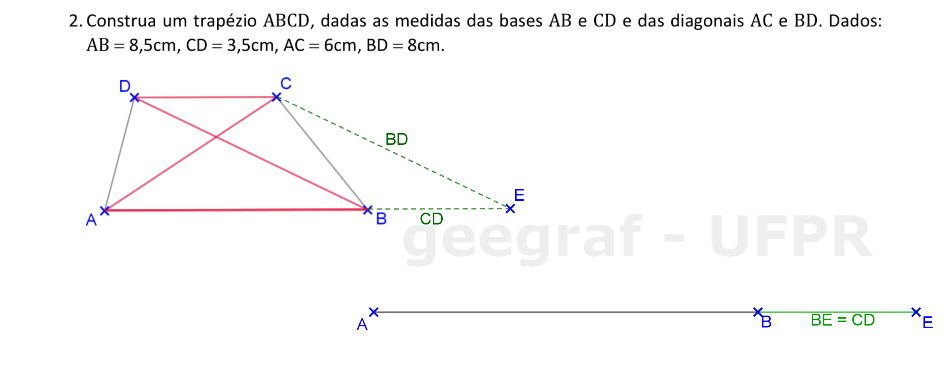 2. Construa um trapézio ABCD, dadas as medidas das bases AB e CD e das diagonais AC e BD. Dados:
AB = 8,5cm, CD = 3,5cm, AC = 6cm, BD = 8cm.
D
C
BD
E
A
B
CD
geegraf - UFPR
A
B
BE = CD
E